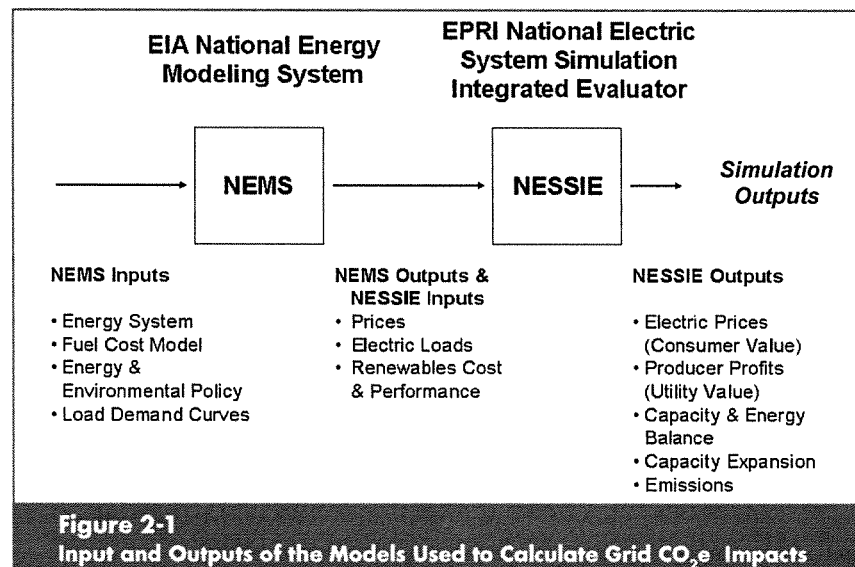 EIA National Energy
Modeling System
EPRI National Electric
System Simulation
Integrated Evaluator
NEMS
NESSIE
Simulation
Outputs
NEMS Inputs
• Energy System
• Fuel Cost Model
• Energy &
Environmental Policy
• Load Demand Curves
NEMS Outputs &
NESSIE Inputs
• Prices
• Electric Loads
• Renewables Cost
& Performance
NESSIE Outputs
• Electric Prices
(Consumer Value)
• Producer Profits
(Utility Value)
• Capacity & Energy
Balance
• Capacity Expansion
• Emissions
Figure 2-1
Input and Outputs of the Models Used to Calculate Grid CO₂e Impacts